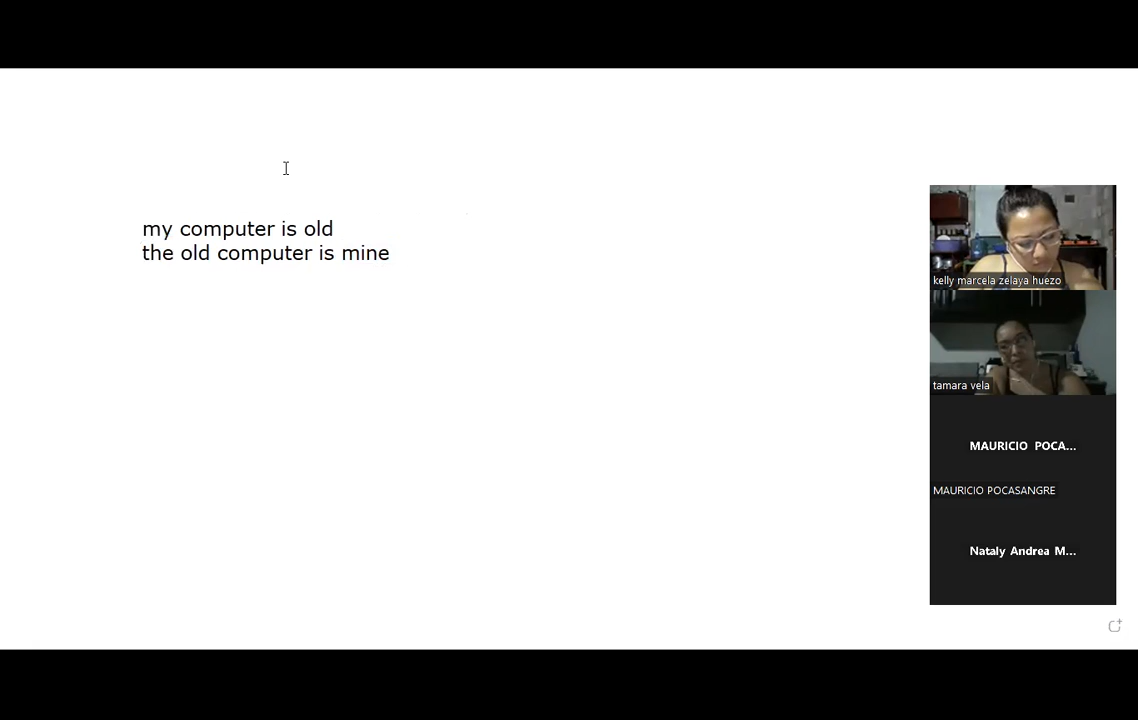 my computer is old
the old computer is mine
kelly marcela zelaya huezo
tamara vela
MAURICIO POCA...
MAURICIO POCASANGRE
Nataly Andrea M...